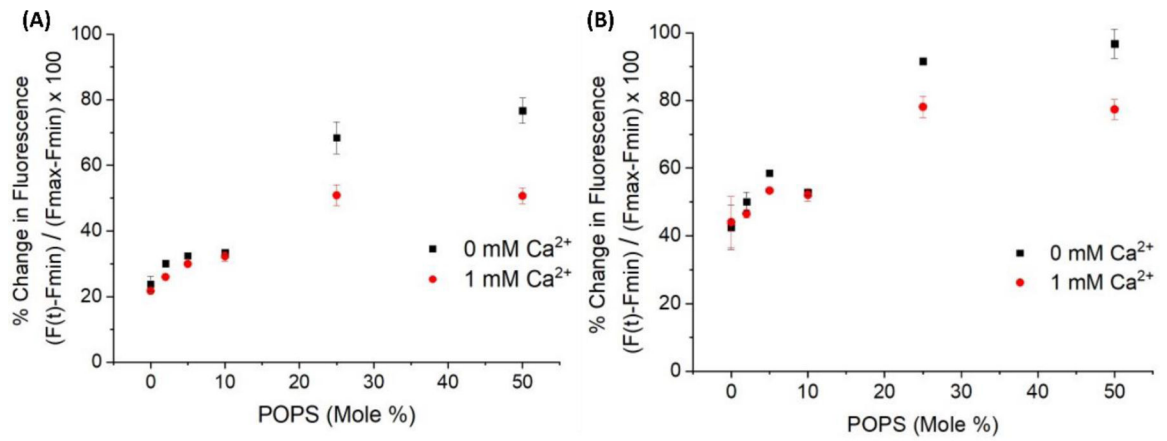 (A)
% Change in Fluorescence
(F(t)-Fmin) / (Fmax-Fmin) x 100
100
80
60
40
20
0
0 mM Ca²⁺
1 mM Ca²⁺
0 10 20 30 40 50
POPS (Mole %)
(B)
% Change in Fluorescence
(F(t)-Fmin) / (Fmax-Fmin) x 100
100
80
60
40
20
0
0 mM Ca²⁺
1 mM Ca²⁺
0 10 20 30 40 50
POPS (Mole %)